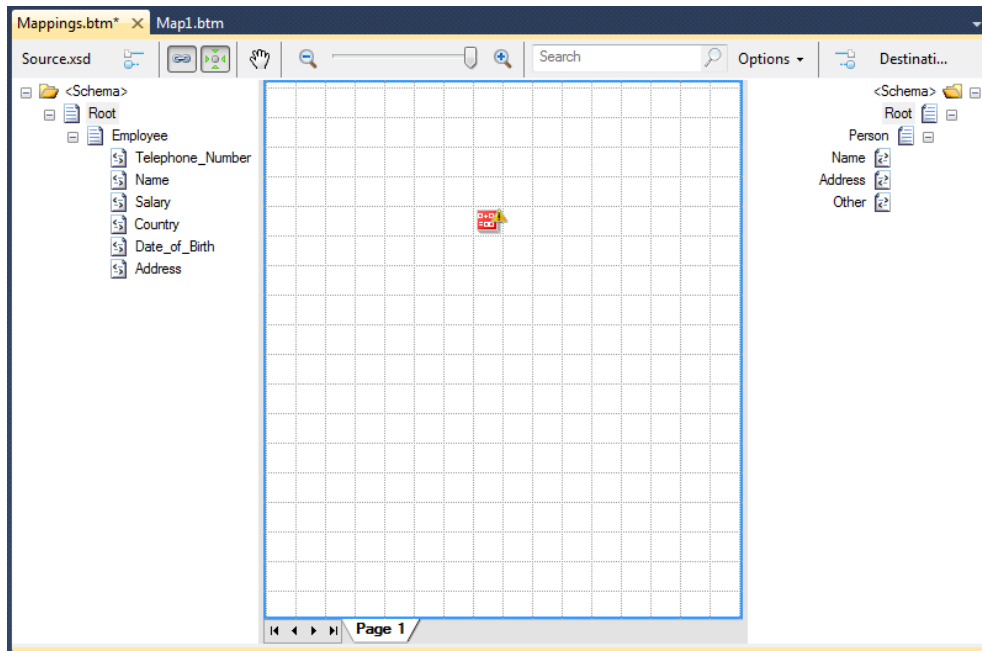 Mappings.btm* Map1.btm
Source.xsd Search Options Destinati...
<Schema>
Root
Employee
Telephone_Number
Name
Salary
Country
Date_of_Birth
Address
<Schema>
Root
Person
Name
Address
Other
Page 1